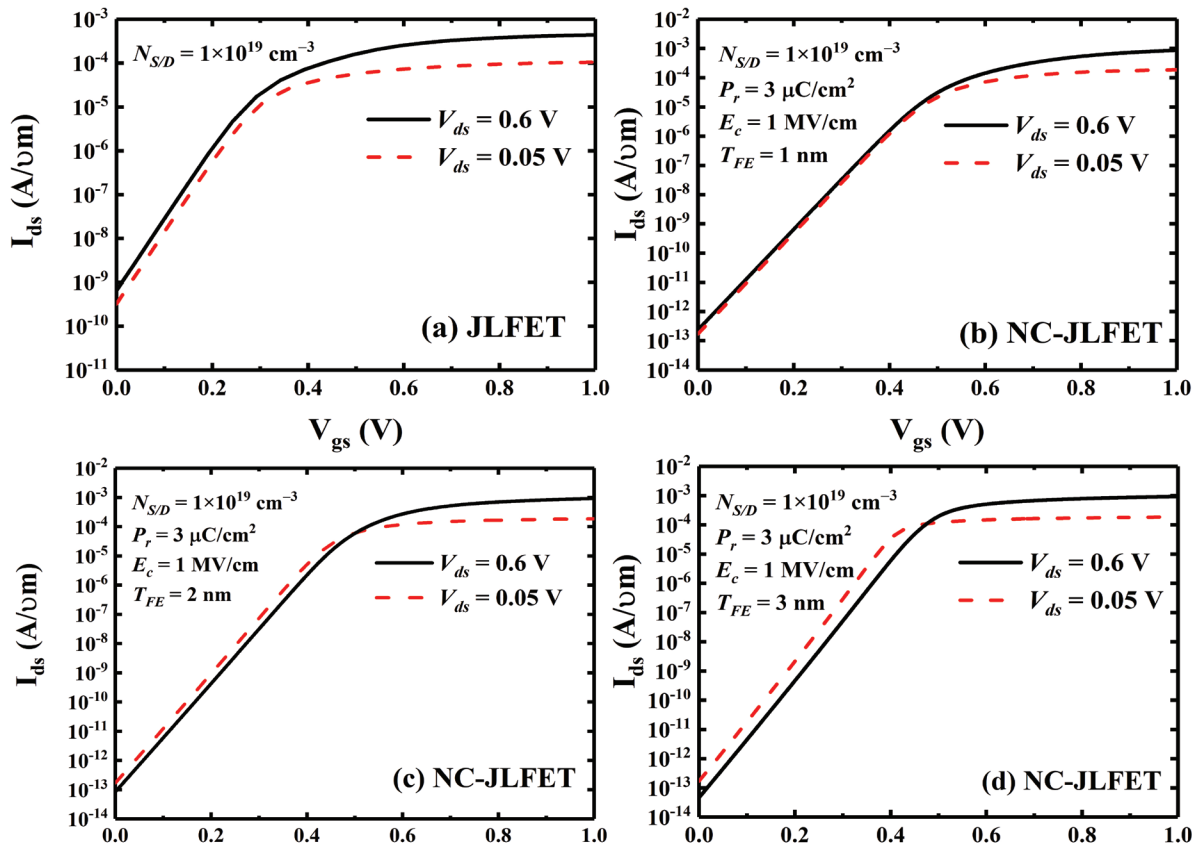 10⁻³
10⁻⁴
10⁻⁵
10⁻⁶
10⁻⁷
10⁻⁸
10⁻⁹
10⁻¹⁰
10⁻¹¹
I_ds (A/υm)
N_S/D = 1×10¹⁹ cm⁻³
V_ds = 0.6 V
V_ds = 0.05 V
(a) JLFET
0.0 0.2 0.4 0.6 0.8 1.0
V_gs (V)
10⁻²
10⁻³
10⁻⁴
10⁻⁵
10⁻⁶
10⁻⁷
10⁻⁸
10⁻⁹
10⁻¹⁰
10⁻¹¹
10⁻¹²
10⁻¹³
10⁻¹⁴
I_ds (A/υm)
N_S/D = 1×10¹⁹ cm⁻³
P_r = 3 μC/cm²
E_c = 1 MV/cm
T_FE = 1 nm
V_ds = 0.6 V
V_ds = 0.05 V
(b) NC-JLFET
0.0 0.2 0.4 0.6 0.8 1.0
V_gs (V)
10⁻²
10⁻³
10⁻⁴
10⁻⁵
10⁻⁶
10⁻⁷
10⁻⁸
10⁻⁹
10⁻¹⁰
10⁻¹¹
10⁻¹²
10⁻¹³
10⁻¹⁴
I_ds (A/υm)
N_S/D = 1×10¹⁹ cm⁻³
P_r = 3 μC/cm²
E_c = 1 MV/cm
T_FE = 2 nm
V_ds = 0.6 V
V_ds = 0.05 V
(c) NC-JLFET
0.0 0.2 0.4 0.6 0.8 1.0
10⁻²
10⁻³
10⁻⁴
10⁻⁵
10⁻⁶
10⁻⁷
10⁻⁸
10⁻⁹
10⁻¹⁰
10⁻¹¹
10⁻¹²
10⁻¹³
10⁻¹⁴
I_ds (A/υm)
N_S/D = 1×10¹⁹ cm⁻³
P_r = 3 μC/cm²
E_c = 1 MV/cm
T_FE = 3 nm
V_ds = 0.6 V
V_ds = 0.05 V
(d) NC-JLFET
0.0 0.2 0.4 0.6 0.8 1.0